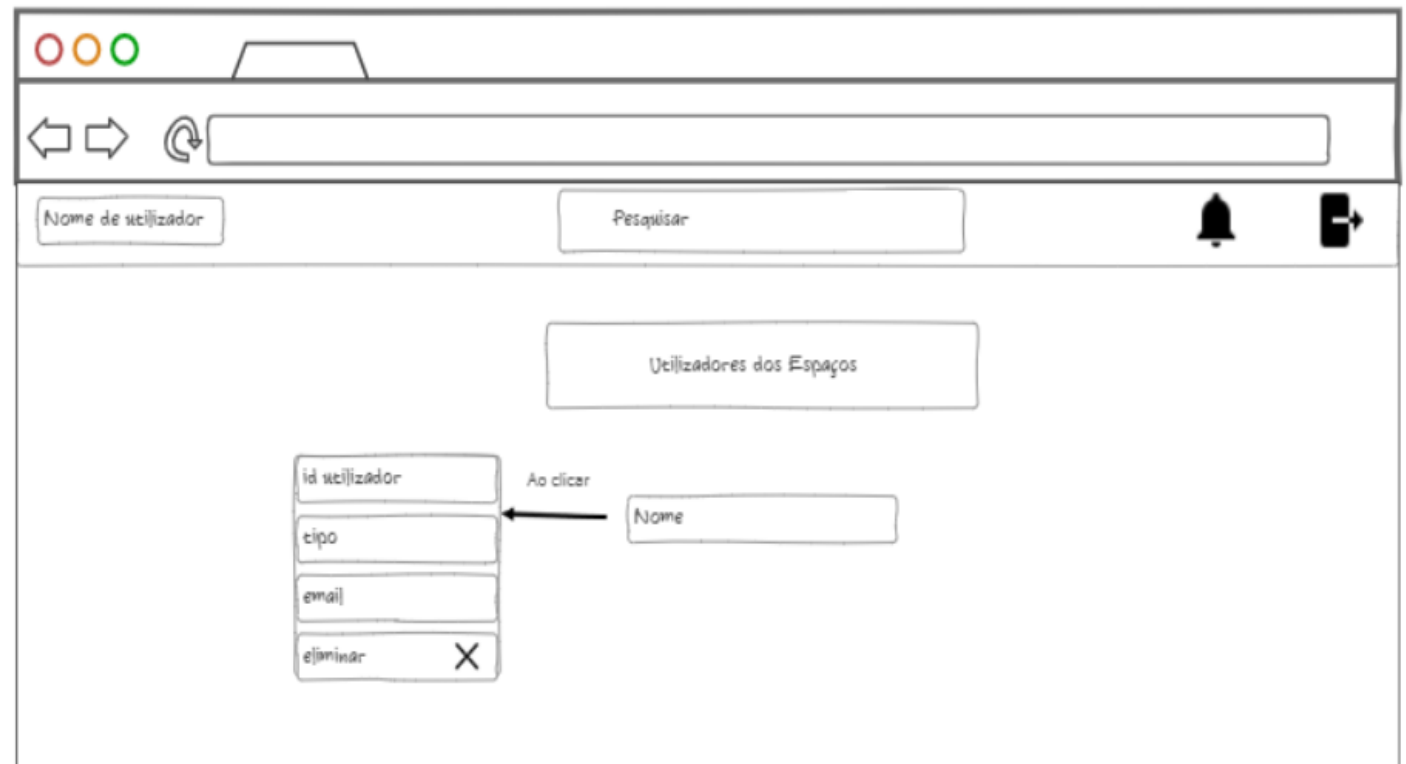 Nome de utilizador
Pesquisar
Utilizadores dos Espaços
id utilizador
Ao clicar
Nome
tipo
email
eliminar